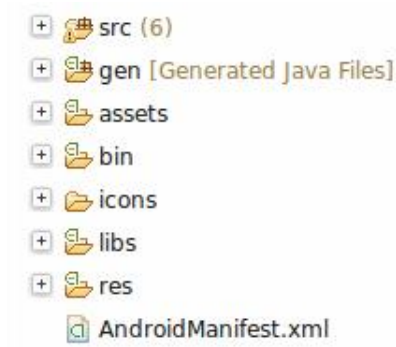 src (6)
gen [Generated Java Files]
assets
bin
icons
libs
res
AndroidManifest.xml